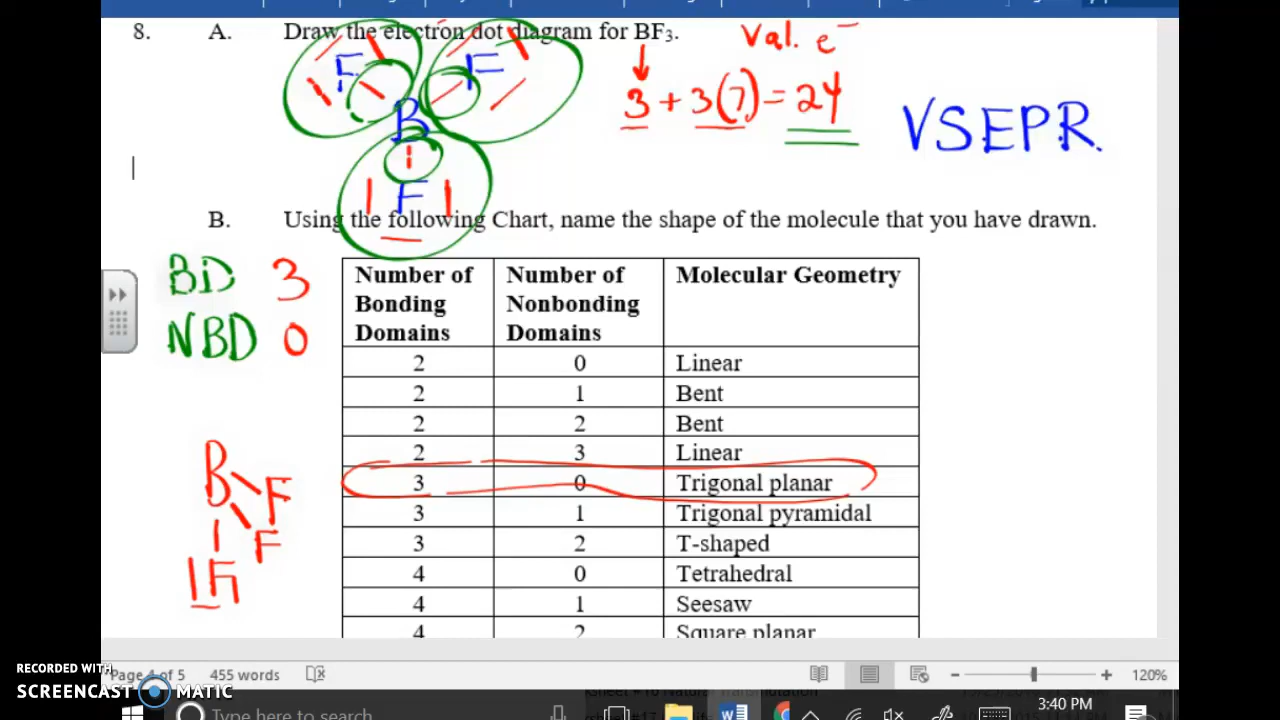 8. A. Draw the electron dot diagram for BF3.
Val. e-
3 + 3(7) = 24
VSEPR.
F F
B
F
B. Using the following Chart, name the shape of the molecule that you have drawn.
BD 3
NBD 0
Number of Bonding Domains Number of Nonbonding Domains Molecular Geometry
2 0 Linear
2 1 Bent
2 2 Bent
2 3 Linear
3 0 Trigonal planar
3 1 Trigonal pyramidal
3 2 T-shaped
4 0 Tetrahedral
4 1 Seesaw
4 2 Square planar
B
F
F
F
RECORDED WITH
SCREENCAST MATIC
Page 4 of 5 455 words
120%
Type here to search
3:40 PM